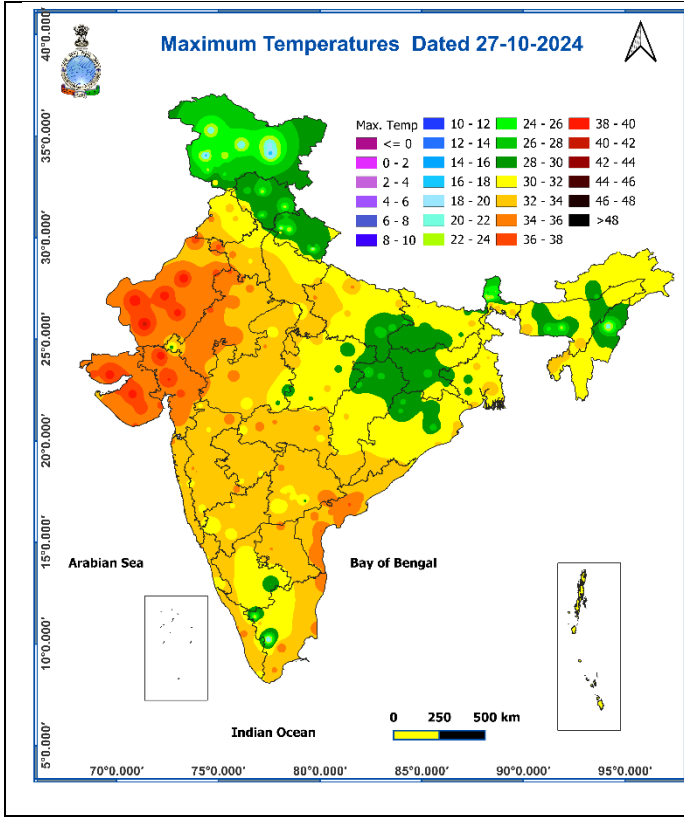 Maximum Temperatures Dated 27-10-2024
Max. Temp
<= 0
0 - 2
2 - 4
4 - 6
6 - 8
8 - 10
10 - 12
12 - 14
14 - 16
16 - 18
18 - 20
20 - 22
22 - 24
24 - 26
26 - 28
28 - 30
30 - 32
32 - 34
34 - 36
36 - 38
38 - 40
40 - 42
42 - 44
44 - 46
46 - 48
>48
40°0.000'
35°0.000'
30°0.000'
25°0.000'
20°0.000'
15°0.000'
10°0.000'
5°0.000'
Arabian Sea
Bay of Bengal
Indian Ocean
0 250 500 km
70°0.000' 75°0.000' 80°0.000' 85°0.000' 90°0.000' 95°0.000'